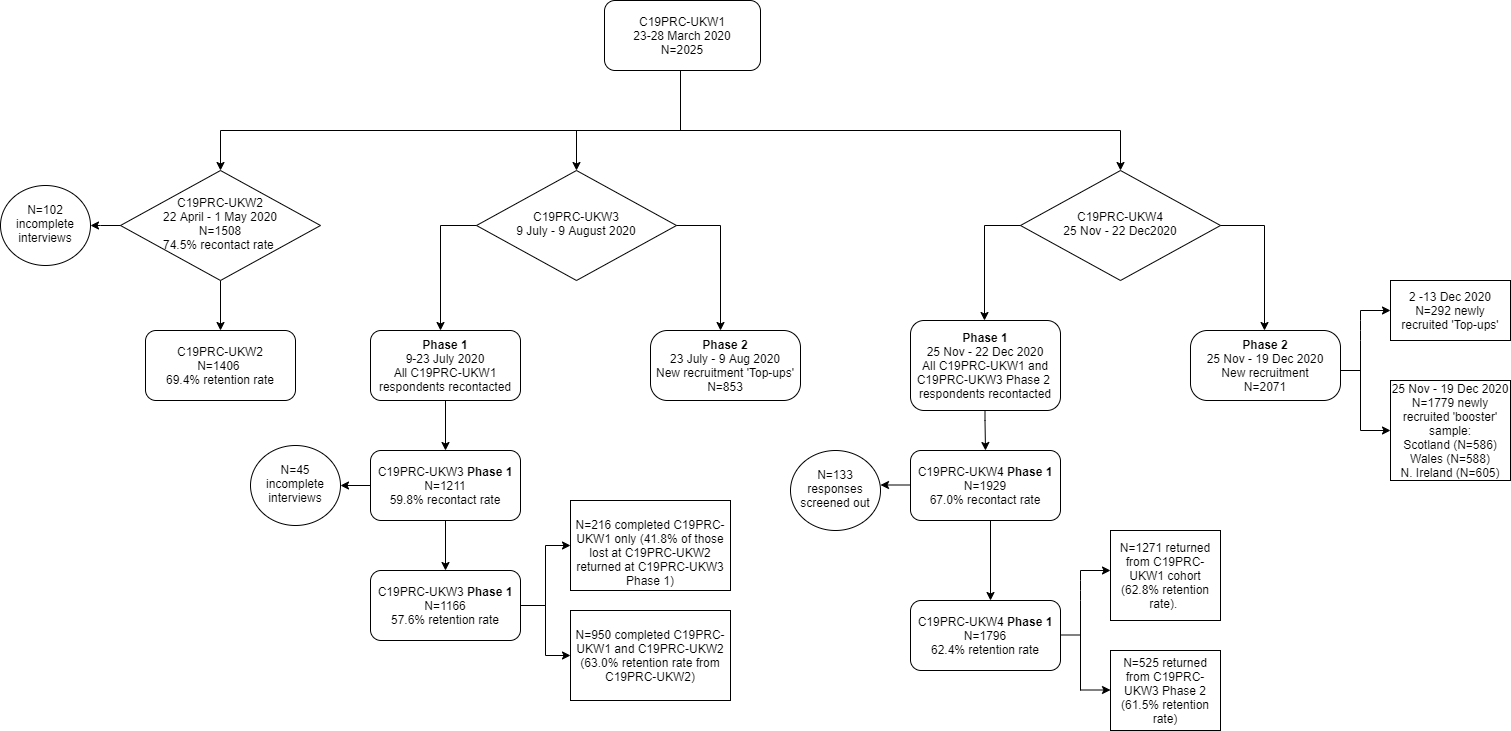 C19PRC-UKW1
23-28 March 2020
N=2025
N=102
incomplete
interviews
C19PRC-UKW2
22 April - 1 May 2020
N=1508
74.5% recontact rate
C19PRC-UKW2
N=1406
69.4% retention rate
C19PRC-UKW3
9 July - 9 August 2020
Phase 1
9-23 July 2020
All C19PRC-UKW1
respondents recontacted
Phase 2
23 July - 9 Aug 2020
New recruitment 'Top-ups'
N=853
N=45
incomplete
interviews
C19PRC-UKW3 Phase 1
N=1211
59.8% recontact rate
C19PRC-UKW3 Phase 1
N=1166
57.6% retention rate
N=216 completed C19PRC-
UKW1 only (41.8% of those
lost at C19PRC-UKW2
returned at C19PRC-UKW3
Phase 1)
N=950 completed C19PRC-
UKW1 and C19PRC-UKW2
(63.0% retention rate from
C19PRC-UKW2)
C19PRC-UKW4
25 Nov - 22 Dec2020
Phase 1
25 Nov - 22 Dec 2020
All C19PRC-UKW1 and
C19PRC-UKW3 Phase 2
respondents recontacted
Phase 2
25 Nov - 19 Dec 2020
New recruitment
N=2071
2 -13 Dec 2020
N=292 newly
recruited 'Top-ups'
25 Nov - 19 Dec 2020
N=1779 newly
recruited 'booster'
sample:
Scotland (N=586)
Wales (N=588)
N. Ireland (N=605)
N=133
responses
screened out
C19PRC-UKW4 Phase 1
N=1929
67.0% recontact rate
C19PRC-UKW4 Phase 1
N=1796
62.4% retention rate
N=1271 returned
from C19PRC-
UKW1 cohort
(62.8% retention
rate).
N=525 returned
from C19PRC-
UKW3 Phase 2
(61.5% retention
rate)